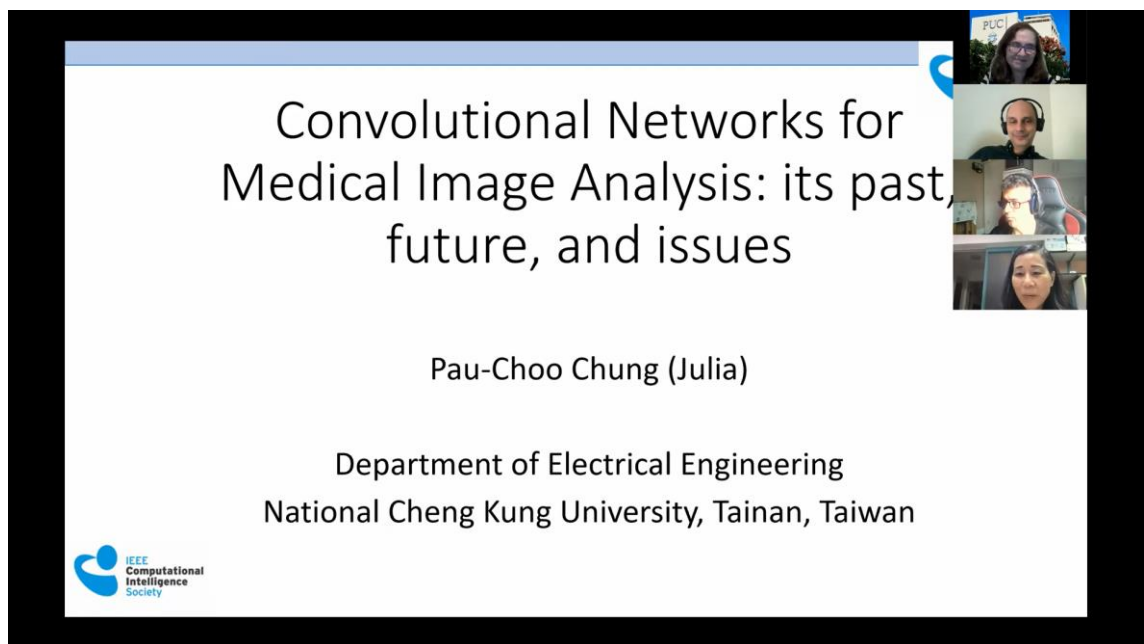 Convolutional Networks for
Medical Image Analysis: its past,
future, and issues
Pau-Choo Chung (Julia)
Department of Electrical Engineering
National Cheng Kung University, Tainan, Taiwan
IEEE
Computational
Intelligence
Society
PUC